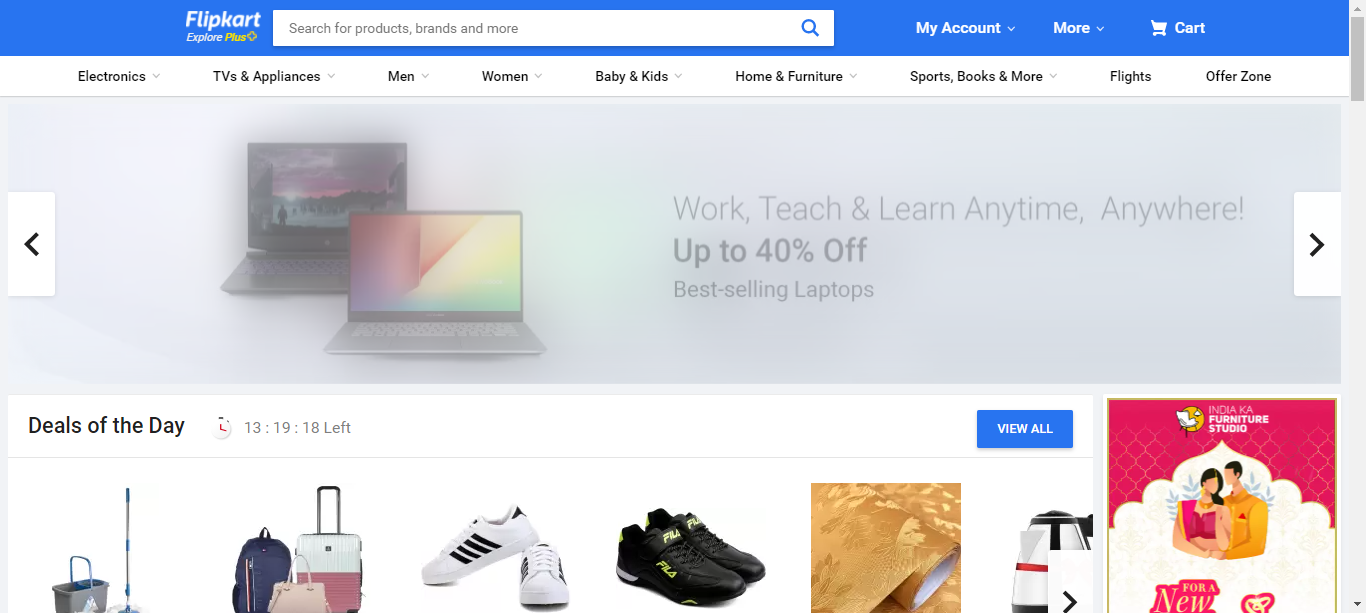 Flipkart
Explore Plus
Search for products, brands and more
My Account
More
Cart
Electronics
TVs & Appliances
Men
Women
Baby & Kids
Home & Furniture
Sports, Books & More
Flights
Offer Zone
Work, Teach & Learn Anytime, Anywhere!
Up to 40% Off
Best-selling Laptops
Deals of the Day
13 : 19 : 18 Left
VIEW ALL
INDIA KA
FURNITURE
STUDIO
FILA
FILA
FOR A
New